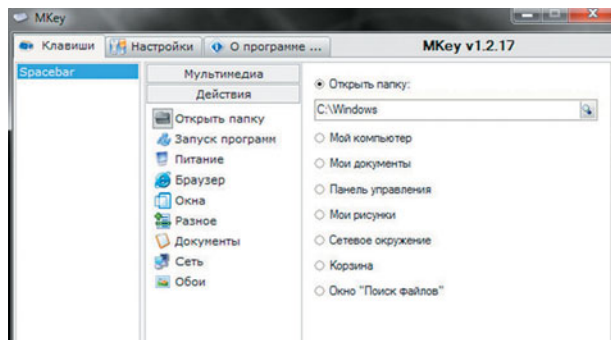 MKey
Клавиши
Настройки
О программе ...
MKey v1.2.17
Spacebar
Мультимедиа
Действия
Открыть папку
Запуск программ
Питание
Браузер
Окна
Разное
Документы
Сеть
Обои
Открыть папку:
C:\Windows
Мой компьютер
Мои документы
Панель управления
Мои рисунки
Сетевое окружение
Корзина
Окно "Поиск файлов"